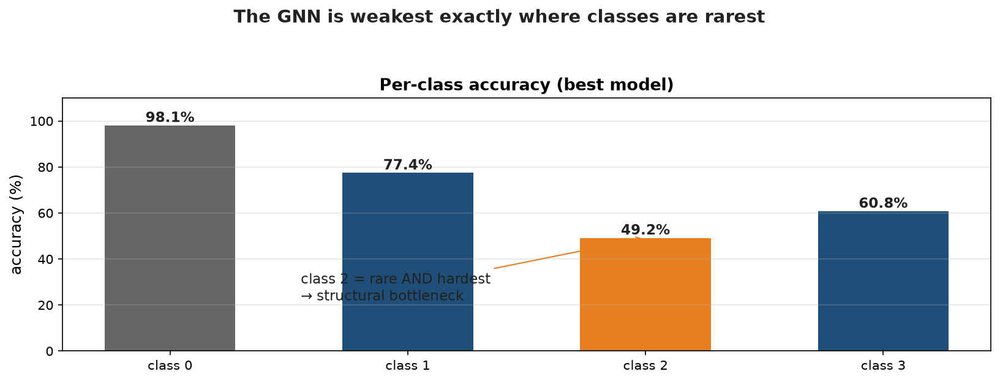 The GNN is weakest exactly where classes are rarest
Per-class accuracy (best model)
accuracy (%)
100
80
60
40
20
0
98.1%
77.4%
49.2%
60.8%
class 2 = rare AND hardest
→ structural bottleneck
class 0
class 1
class 2
class 3